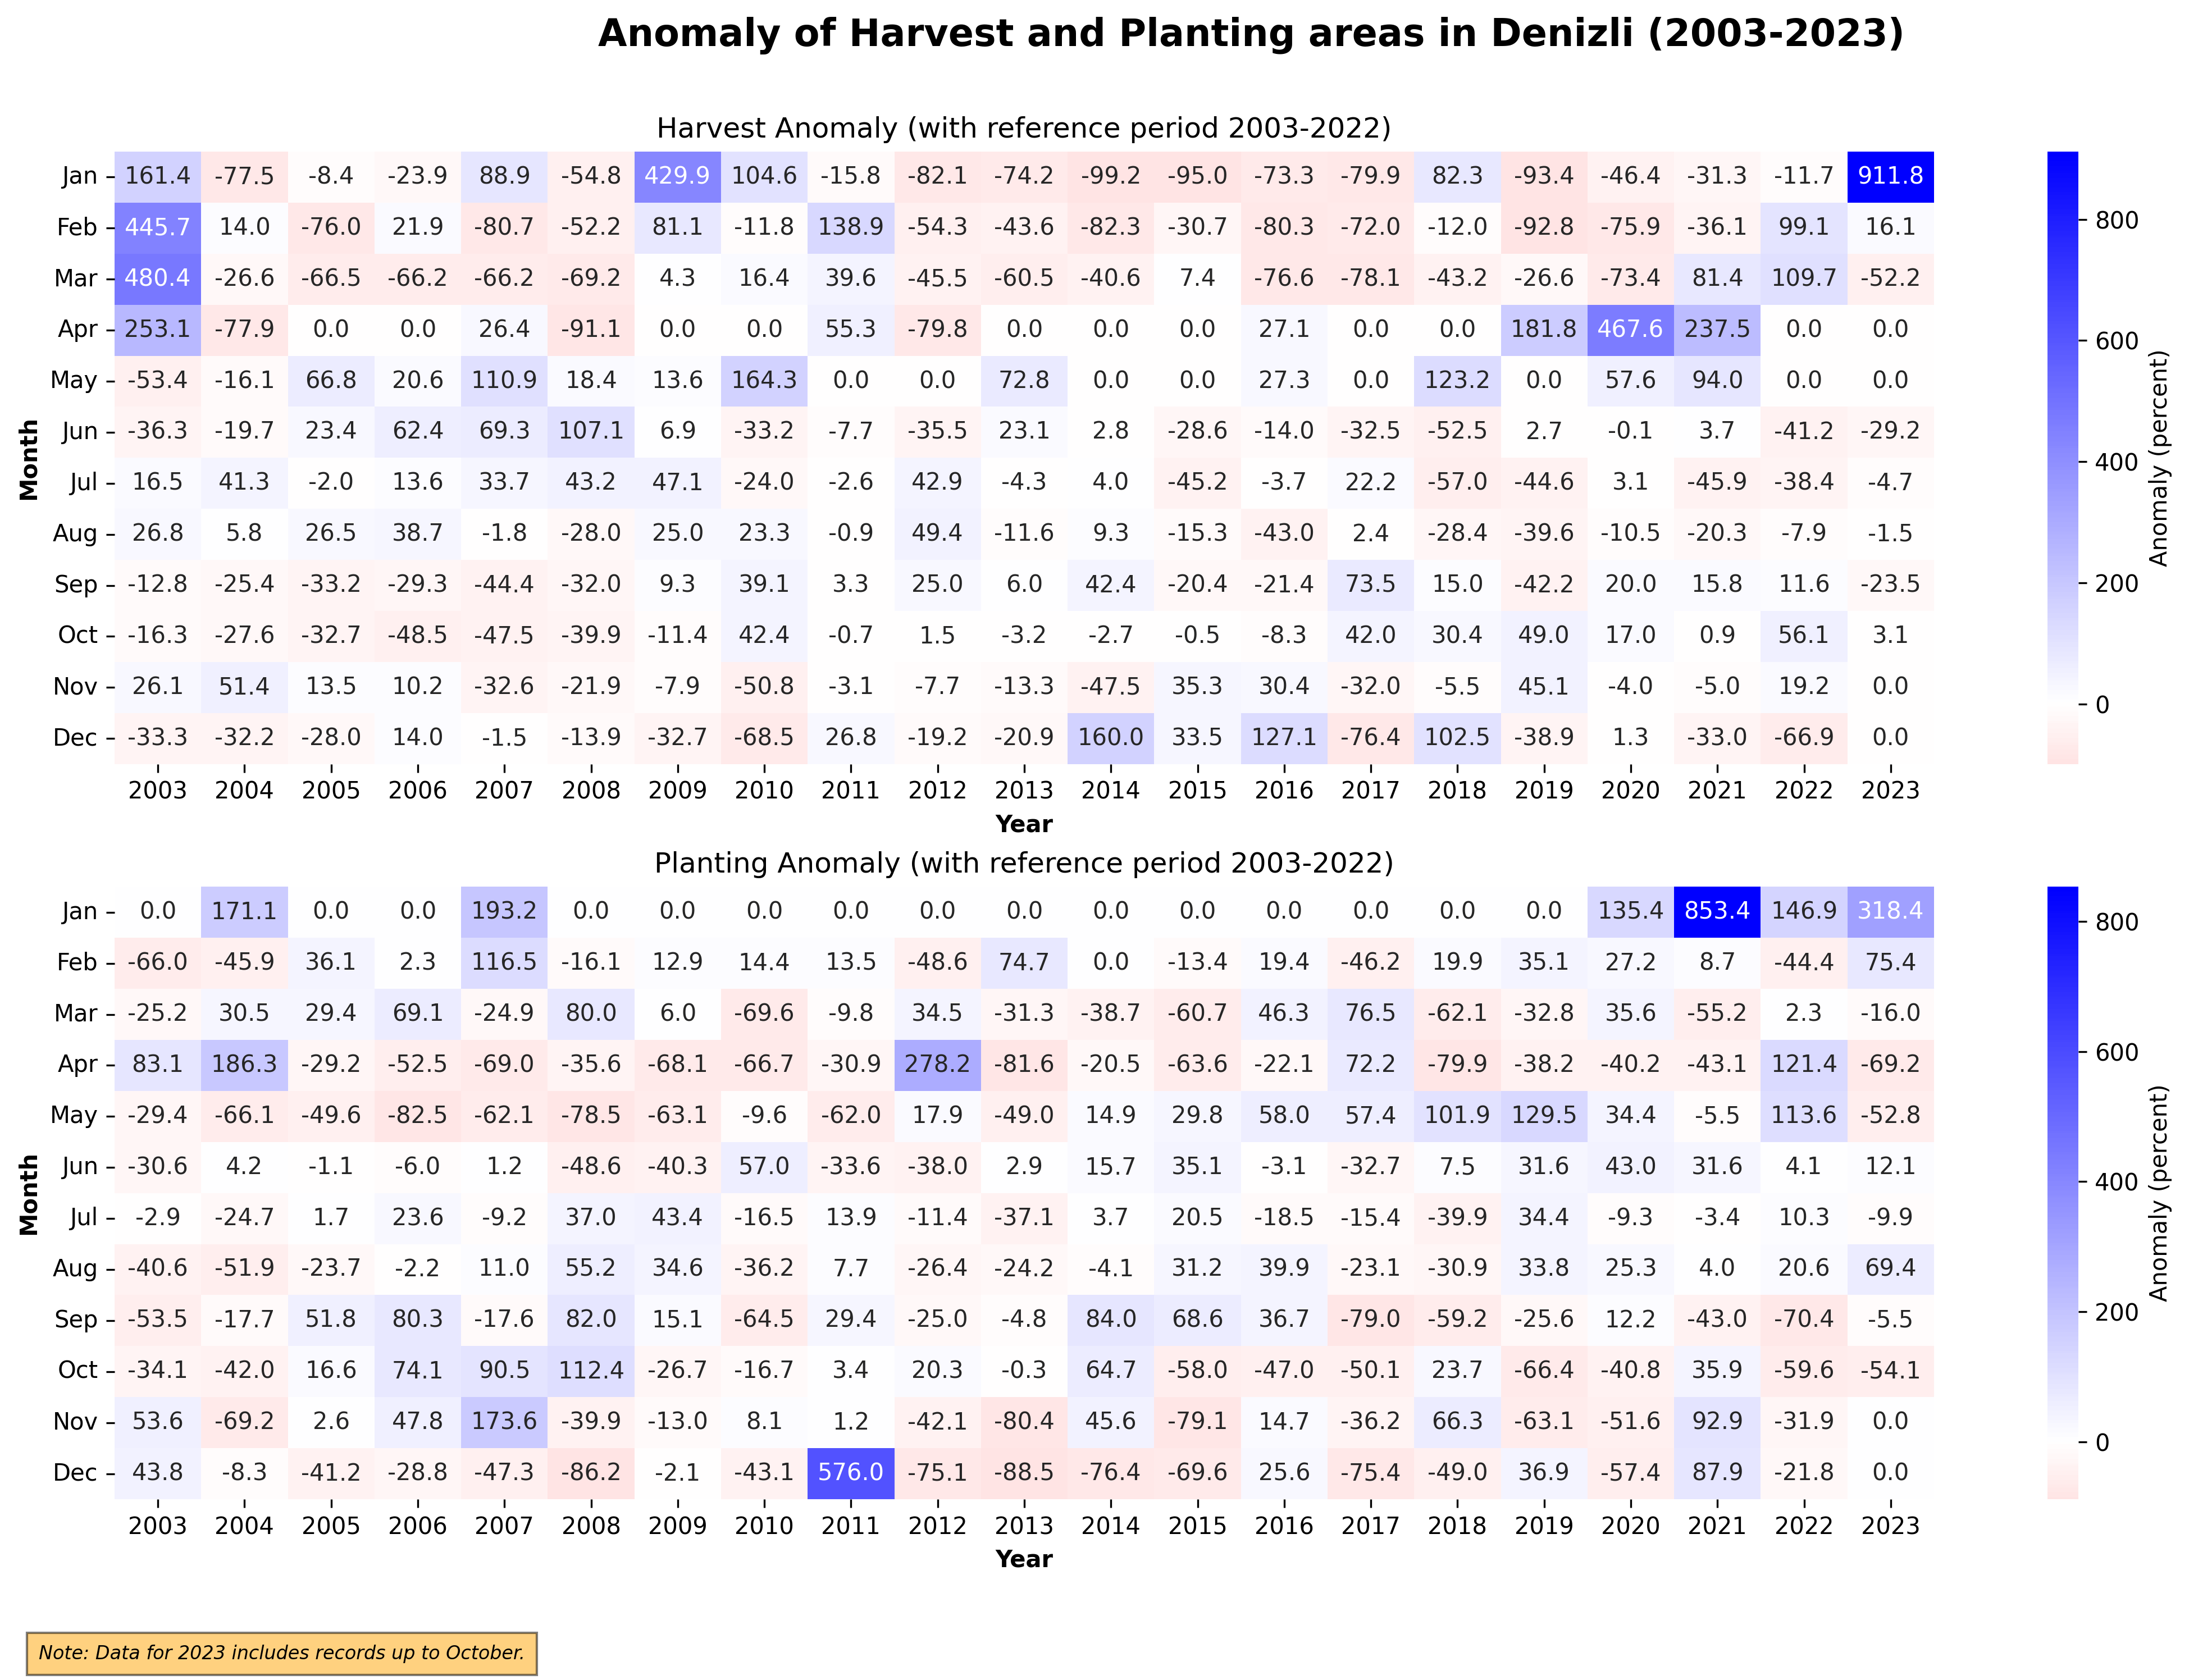 Anomaly of Harvest and Planting areas in Denizli (2003-2023)
Harvest Anomaly (with reference period 2003-2022)
Jan 161.4 -77.5 -8.4 -23.9 88.9 -54.8 429.9 104.6 -15.8 -82.1 -74.2 -99.2 -95.0 -73.3 -79.9 82.3 -93.4 -46.4 -31.3 -11.7 911.8
Feb 445.7 14.0 -76.0 21.9 -80.7 -52.2 81.1 -11.8 138.9 -54.3 -43.6 -82.3 -30.7 -80.3 -72.0 -12.0 -92.8 -75.9 -36.1 99.1 16.1
Mar 480.4 -26.6 -66.5 -66.2 -66.2 -69.2 4.3 16.4 39.6 -45.5 -60.5 -40.6 7.4 -76.6 -78.1 -43.2 -26.6 -73.4 81.4 109.7 -52.2
Apr 253.1 -77.9 0.0 0.0 26.4 -91.1 0.0 0.0 55.3 -79.8 0.0 0.0 0.0 27.1 0.0 0.0 181.8 467.6 237.5 0.0 0.0
May -53.4 -16.1 66.8 20.6 110.9 18.4 13.6 164.3 0.0 0.0 72.8 0.0 0.0 27.3 0.0 123.2 0.0 57.6 94.0 0.0 0.0
Jun -36.3 -19.7 23.4 62.4 69.3 107.1 6.9 -33.2 -7.7 -35.5 23.1 2.8 -28.6 -14.0 -32.5 -52.5 2.7 -0.1 3.7 -41.2 -29.2
Jul 16.5 41.3 -2.0 13.6 33.7 43.2 47.1 -24.0 -2.6 42.9 -4.3 4.0 -45.2 -3.7 22.2 -57.0 -44.6 3.1 -45.9 -38.4 -4.7
Aug 26.8 5.8 26.5 38.7 -1.8 -28.0 25.0 23.3 -0.9 49.4 -11.6 9.3 -15.3 -43.0 2.4 -28.4 -39.6 -10.5 -20.3 -7.9 -1.5
Sep -12.8 -25.4 -33.2 -29.3 -44.4 -32.0 9.3 39.1 3.3 25.0 6.0 42.4 -20.4 -21.4 73.5 15.0 -42.2 20.0 15.8 11.6 -23.5
Oct -16.3 -27.6 -32.7 -48.5 -47.5 -39.9 -11.4 42.4 -0.7 1.5 -3.2 -2.7 -0.5 -8.3 42.0 30.4 49.0 17.0 0.9 56.1 3.1
Nov 26.1 51.4 13.5 10.2 -32.6 -21.9 -7.9 -50.8 -3.1 -7.7 -13.3 -47.5 35.3 30.4 -32.0 -5.5 45.1 -4.0 -5.0 19.2 0.0
Dec -33.3 -32.2 -28.0 14.0 -1.5 -13.9 -32.7 -68.5 26.8 -19.2 -20.9 160.0 33.5 127.1 -76.4 102.5 -38.9 1.3 -33.0 -66.9 0.0
2003 2004 2005 2006 2007 2008 2009 2010 2011 2012 2013 2014 2015 2016 2017 2018 2019 2020 2021 2022 2023
Year
Month
800
600
400
200
0
Anomaly (percent)
Planting Anomaly (with reference period 2003-2022)
Jan 0.0 171.1 0.0 0.0 193.2 0.0 0.0 0.0 0.0 0.0 0.0 0.0 0.0 0.0 0.0 0.0 0.0 135.4 853.4 146.9 318.4
Feb -66.0 -45.9 36.1 2.3 116.5 -16.1 12.9 14.4 13.5 -48.6 74.7 0.0 -13.4 19.4 -46.2 19.9 35.1 27.2 8.7 -44.4 75.4
Mar -25.2 30.5 29.4 69.1 -24.9 80.0 6.0 -69.6 -9.8 34.5 -31.3 -38.7 -60.7 46.3 76.5 -62.1 -32.8 35.6 -55.2 2.3 -16.0
Apr 83.1 186.3 -29.2 -52.5 -69.0 -35.6 -68.1 -66.7 -30.9 278.2 -81.6 -20.5 -63.6 -22.1 72.2 -79.9 -38.2 -40.2 -43.1 121.4 -69.2
May -29.4 -66.1 -49.6 -82.5 -62.1 -78.5 -63.1 -9.6 -62.0 17.9 -49.0 14.9 29.8 58.0 57.4 101.9 129.5 34.4 -5.5 113.6 -52.8
Jun -30.6 4.2 -1.1 -6.0 1.2 -48.6 -40.3 57.0 -33.6 -38.0 2.9 15.7 35.1 -3.1 -32.7 7.5 31.6 43.0 31.6 4.1 12.1
Jul -2.9 -24.7 1.7 23.6 -9.2 37.0 43.4 -16.5 13.9 -11.4 -37.1 3.7 20.5 -18.5 -15.4 -39.9 34.4 -9.3 -3.4 10.3 -9.9
Aug -40.6 -51.9 -23.7 -2.2 11.0 55.2 34.6 -36.2 7.7 -26.4 -24.2 -4.1 31.2 39.9 -23.1 -30.9 33.8 25.3 4.0 20.6 69.4
Sep -53.5 -17.7 51.8 80.3 -17.6 82.0 15.1 -64.5 29.4 -25.0 -4.8 84.0 68.6 36.7 -79.0 -59.2 -25.6 12.2 -43.0 -70.4 -5.5
Oct -34.1 -42.0 16.6 74.1 90.5 112.4 -26.7 -16.7 3.4 20.3 -0.3 64.7 -58.0 -47.0 -50.1 23.7 -66.4 -40.8 35.9 -59.6 -54.1
Nov 53.6 -69.2 2.6 47.8 173.6 -39.9 -13.0 8.1 1.2 -42.1 -80.4 45.6 -79.1 14.7 -36.2 66.3 -63.1 -51.6 92.9 -31.9 0.0
Dec 43.8 -8.3 -41.2 -28.8 -47.3 -86.2 -2.1 -43.1 576.0 -75.1 -88.5 -76.4 -69.6 25.6 -75.4 -49.0 36.9 -57.4 87.9 -21.8 0.0
2003 2004 2005 2006 2007 2008 2009 2010 2011 2012 2013 2014 2015 2016 2017 2018 2019 2020 2021 2022 2023
Year
Month
800
600
400
200
0
Anomaly (percent)
Note: Data for 2023 includes records up to October.